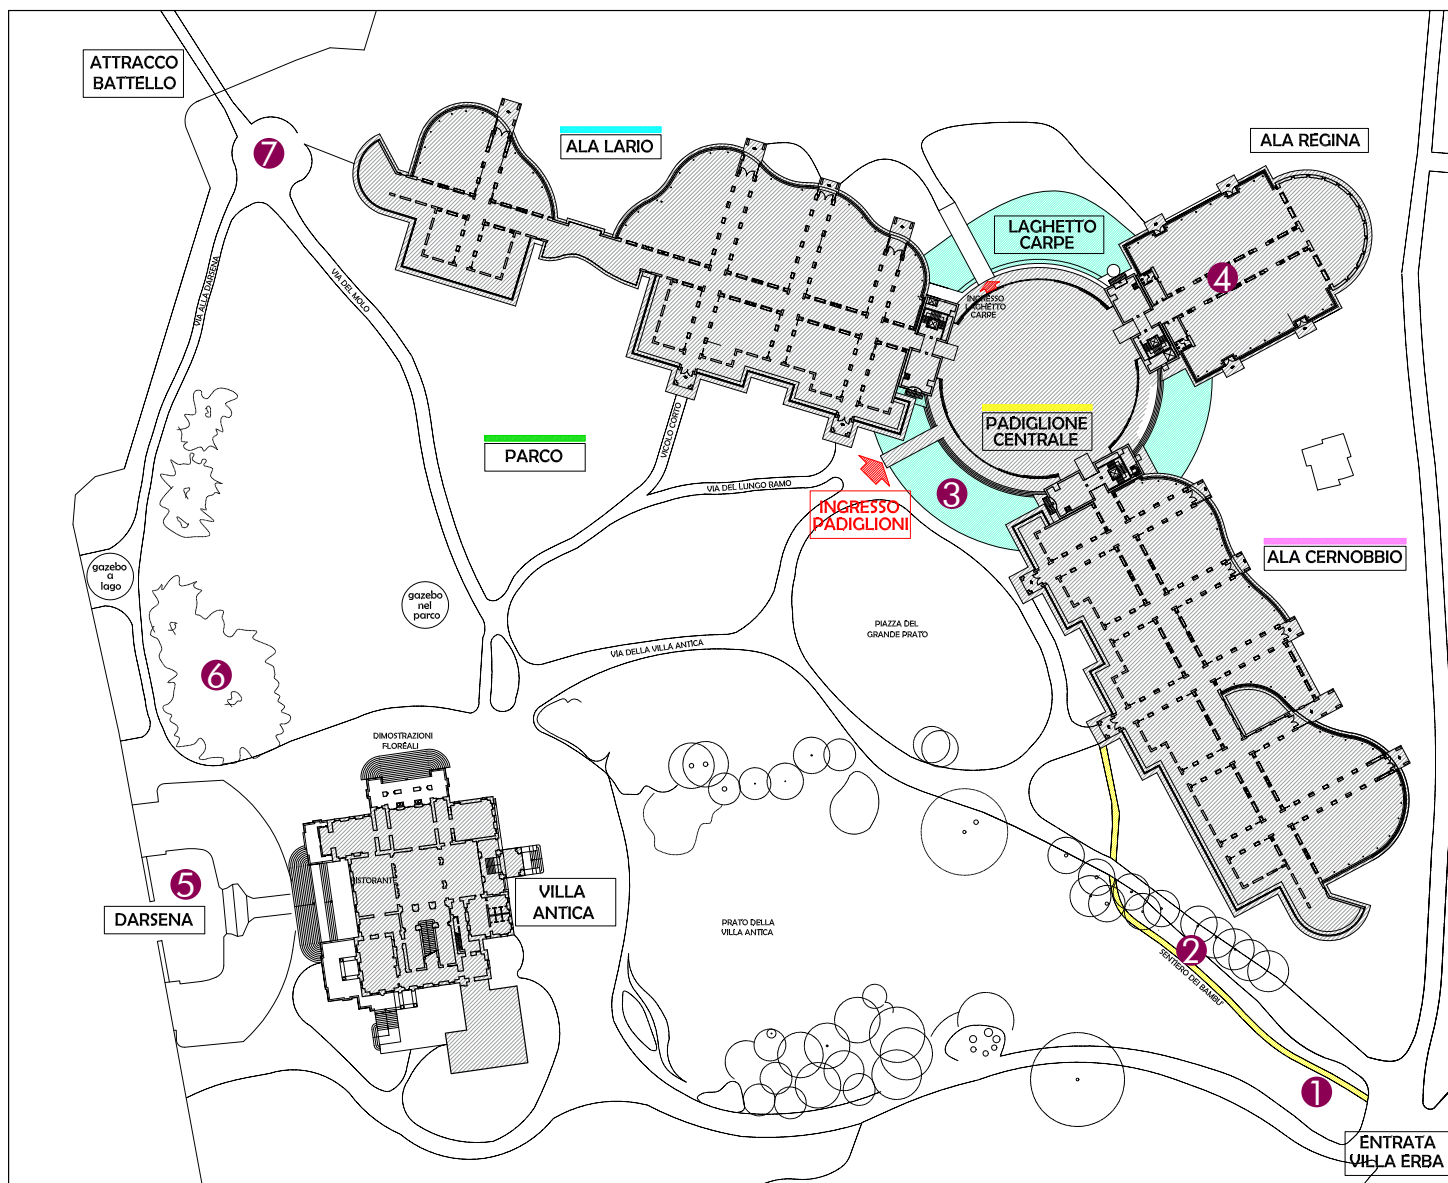 ATTRACCO
BATTELLO
7
ALA LARIO
ALA REGINA
LAGHETTO
CARPE
4
VIA ALLA DARSENA
VIA DEL MOLO
INGRESSO
LAGHETTO
CARPE
PADIGLIONE
CENTRALE
VICOLO CORTO
PARCO
VIA DEL LUNGO RAMO
INGRESSO
PADIGLIONI
3
ALA CERNOBBIO
gazebo
a
lago
gazebo
nel
parco
PIAZZA DEL
GRANDE PRATO
VIA DELLA VILLA ANTICA
6
DIMOSTRAZIONI
FLOREALI
RISTORANTE
5
DARSENA
VILLA
ANTICA
PRATO DELLA
VILLA ANTICA
2
SENTIERO DEI BAMBU'
1
ENTRATA
VILLA ERBA